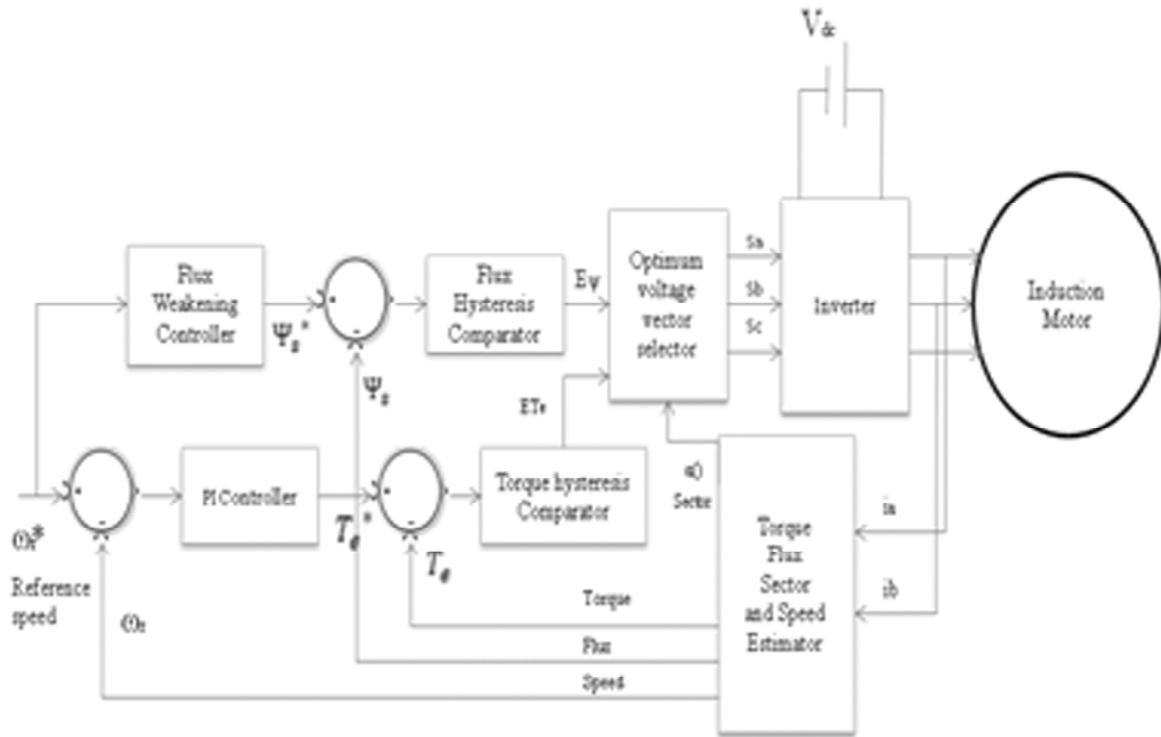 Vdc
Flux
Weakening
Controller
Ψs*
Flux
Hysteresis
Comparator
Eψ
Optimum
voltage
vector
selector
Sa
Sb
Sc
Inverter
Induction
Motor
Ψs
ETe
PI Controller
Te*
Torque hysteresis
Comparator
Sector
Torque
Flux
Sector
and Speed
Estimator
ia
ib
ωr*
Reference
speed
Te
Torque
Flux
Speed